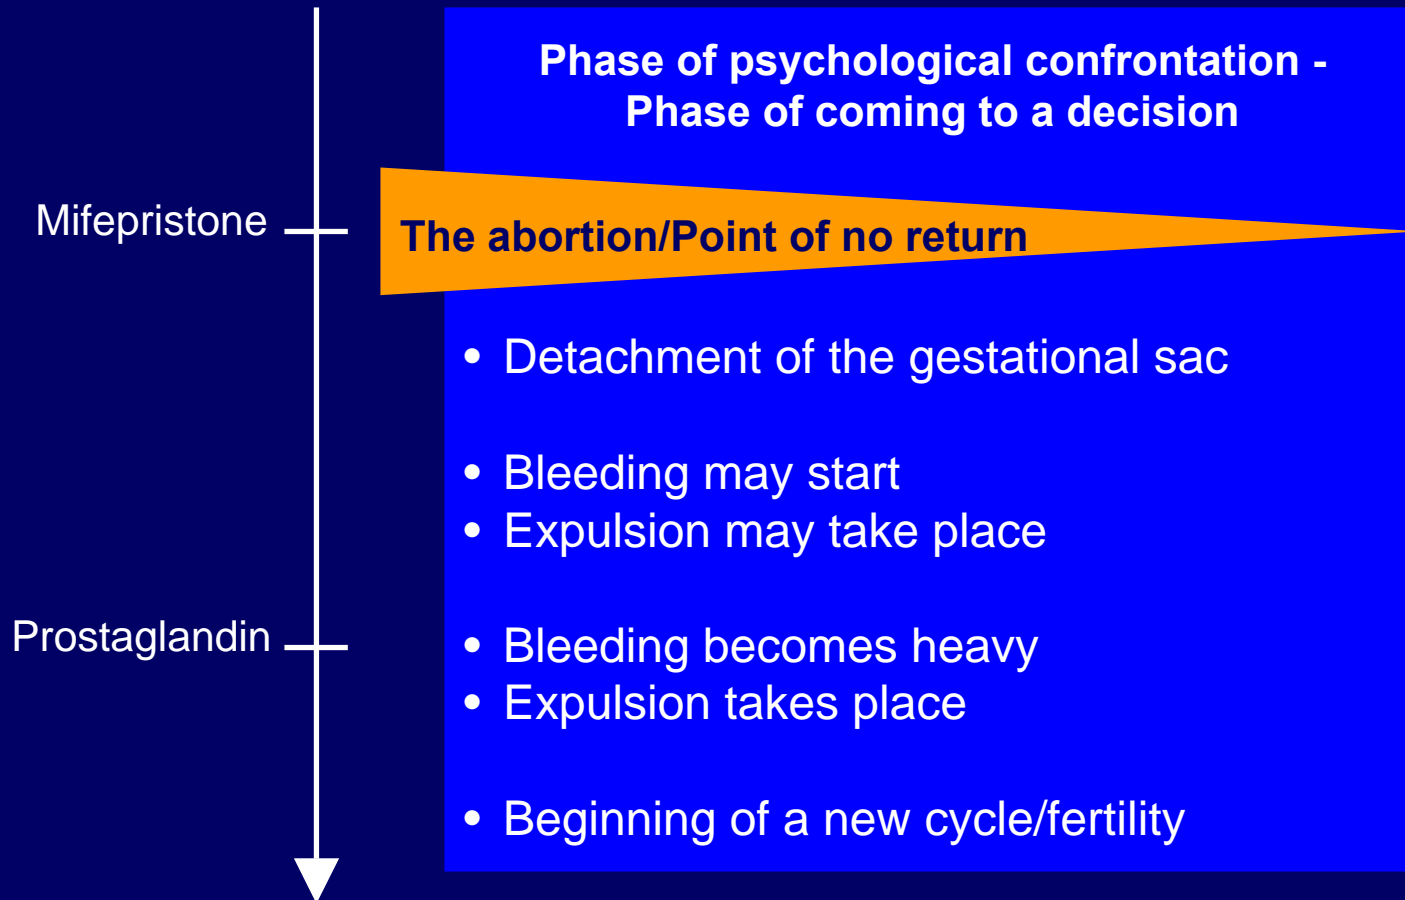 Phase of psychological confrontation -
Phase of coming to a decision
Mifepristone
The abortion/Point of no return
• Detachment of the gestational sac
• Bleeding may start
• Expulsion may take place
Prostaglandin
• Bleeding becomes heavy
• Expulsion takes place
• Beginning of a new cycle/fertility